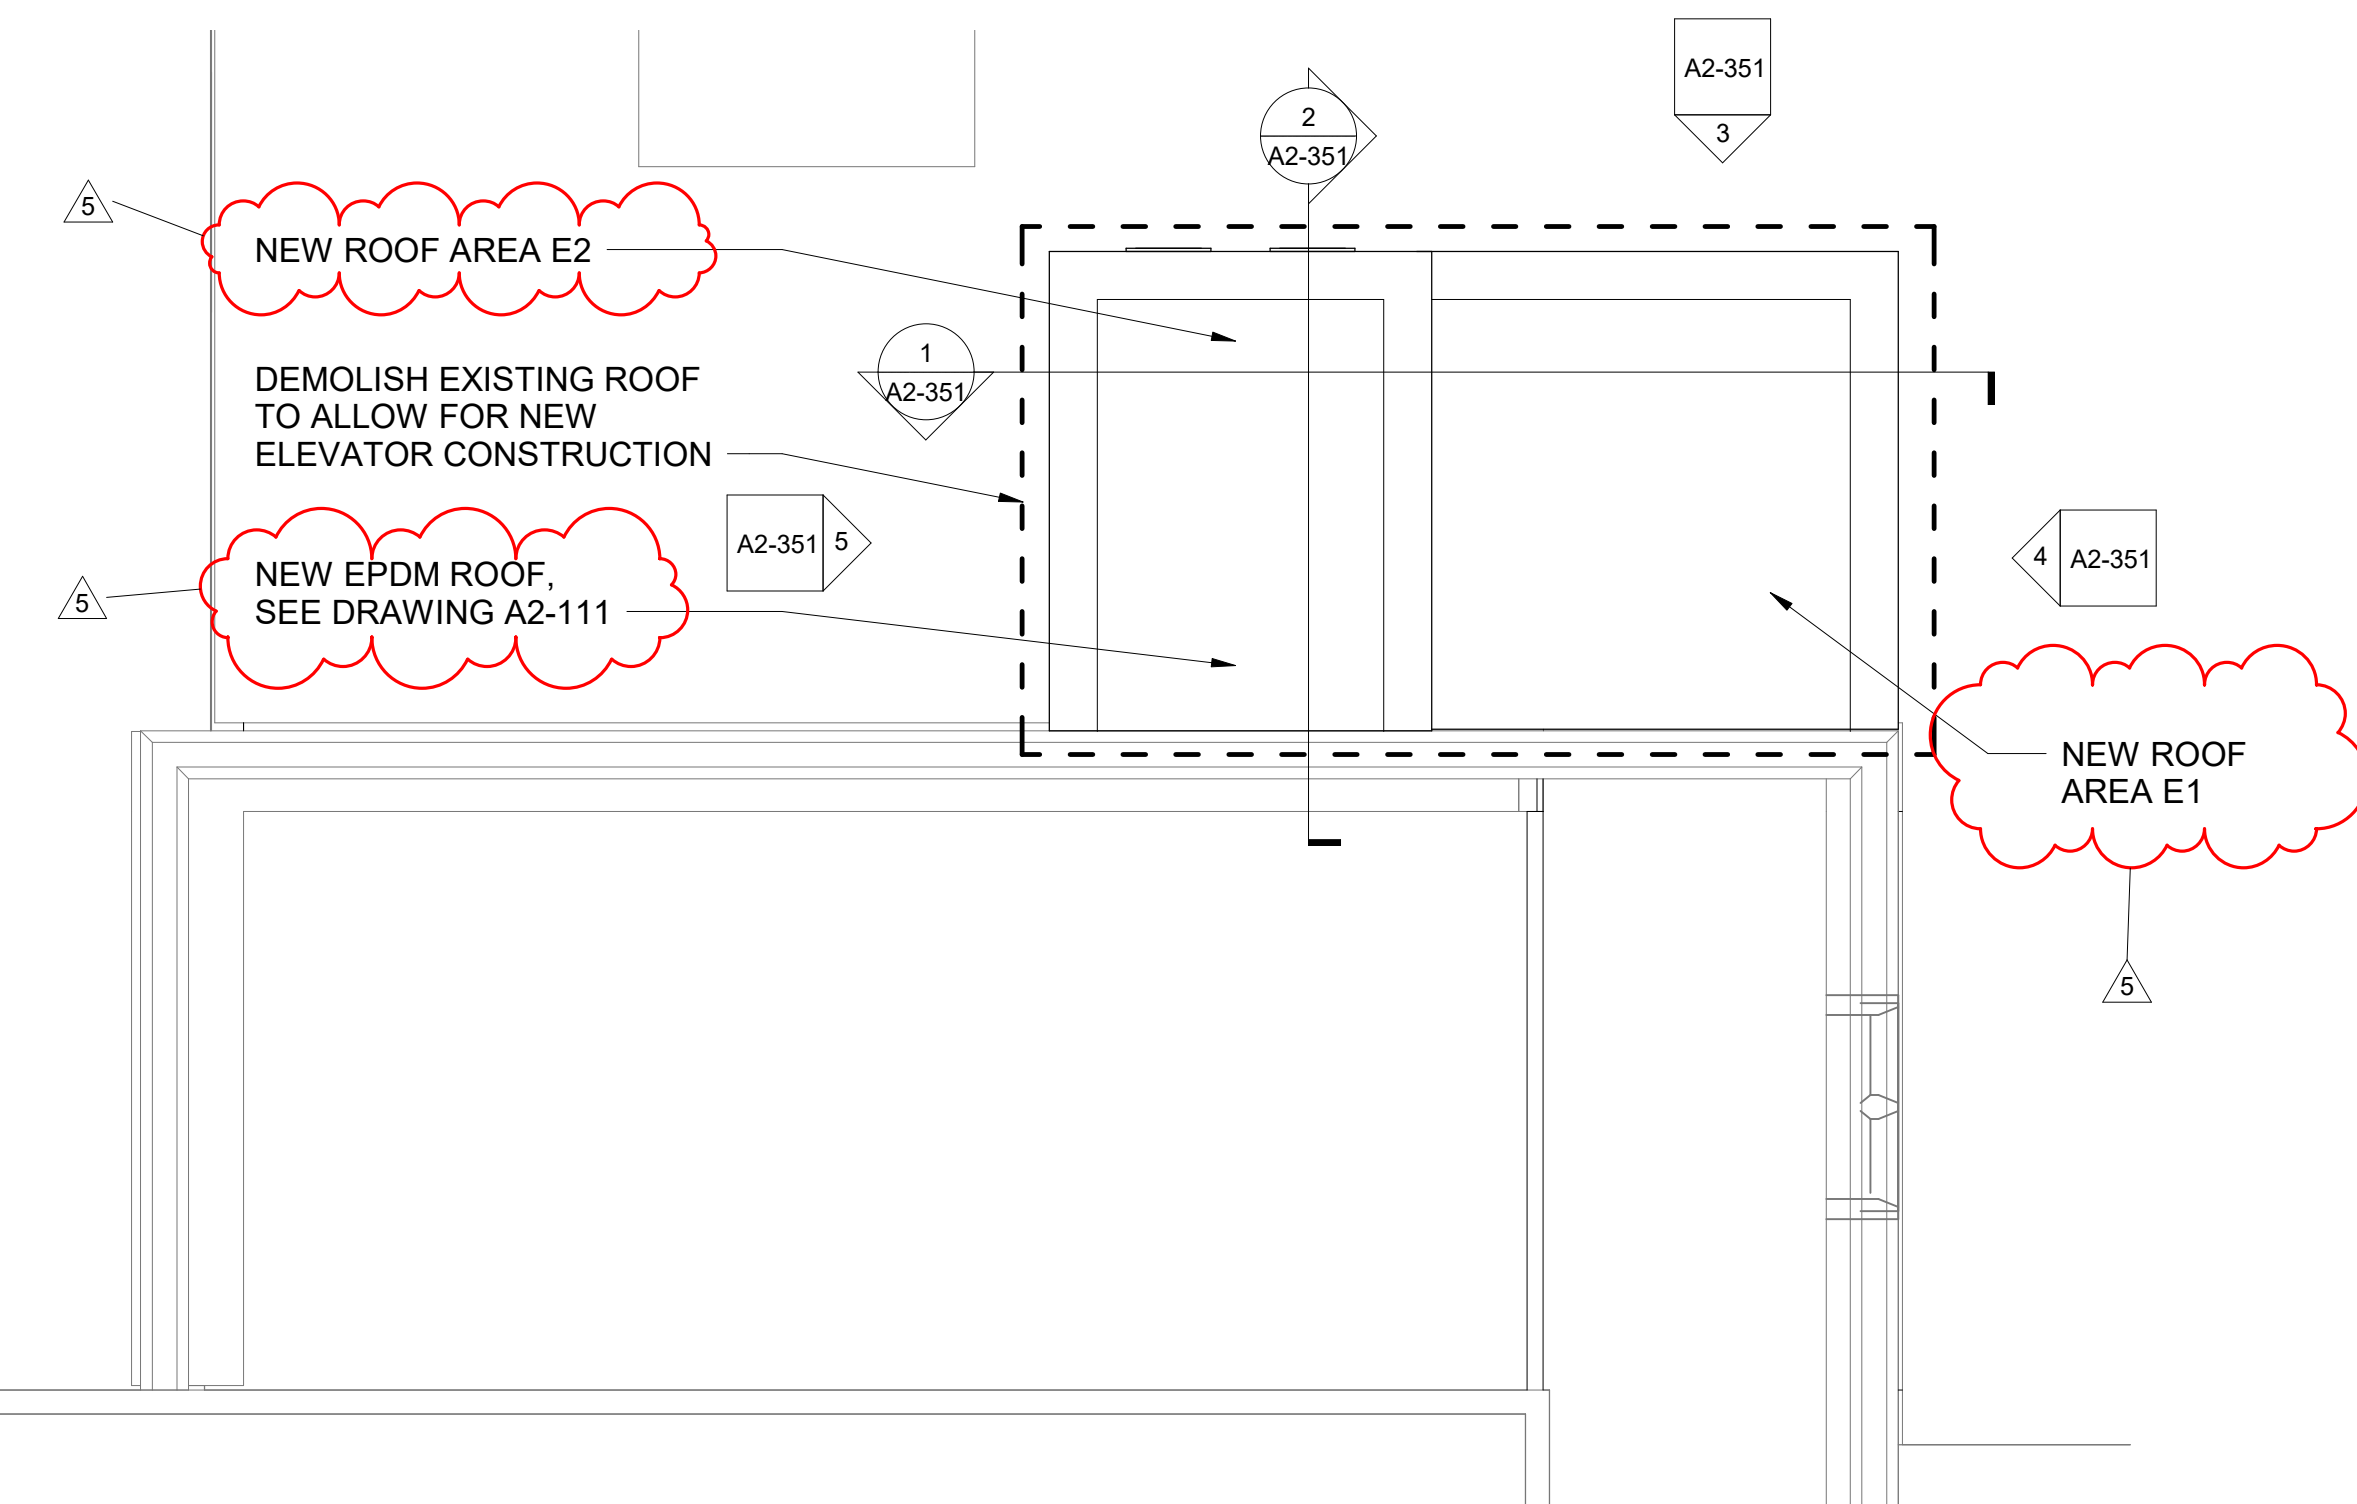 A2-351
3
2
A2-351
5
NEW ROOF AREA E2
1
A2-351
DEMOLISH EXISTING ROOF
TO ALLOW FOR NEW
ELEVATOR CONSTRUCTION
A2-351 5
4 A2-351
5
NEW EPDM ROOF,
SEE DRAWING A2-111
NEW ROOF
AREA E1
5